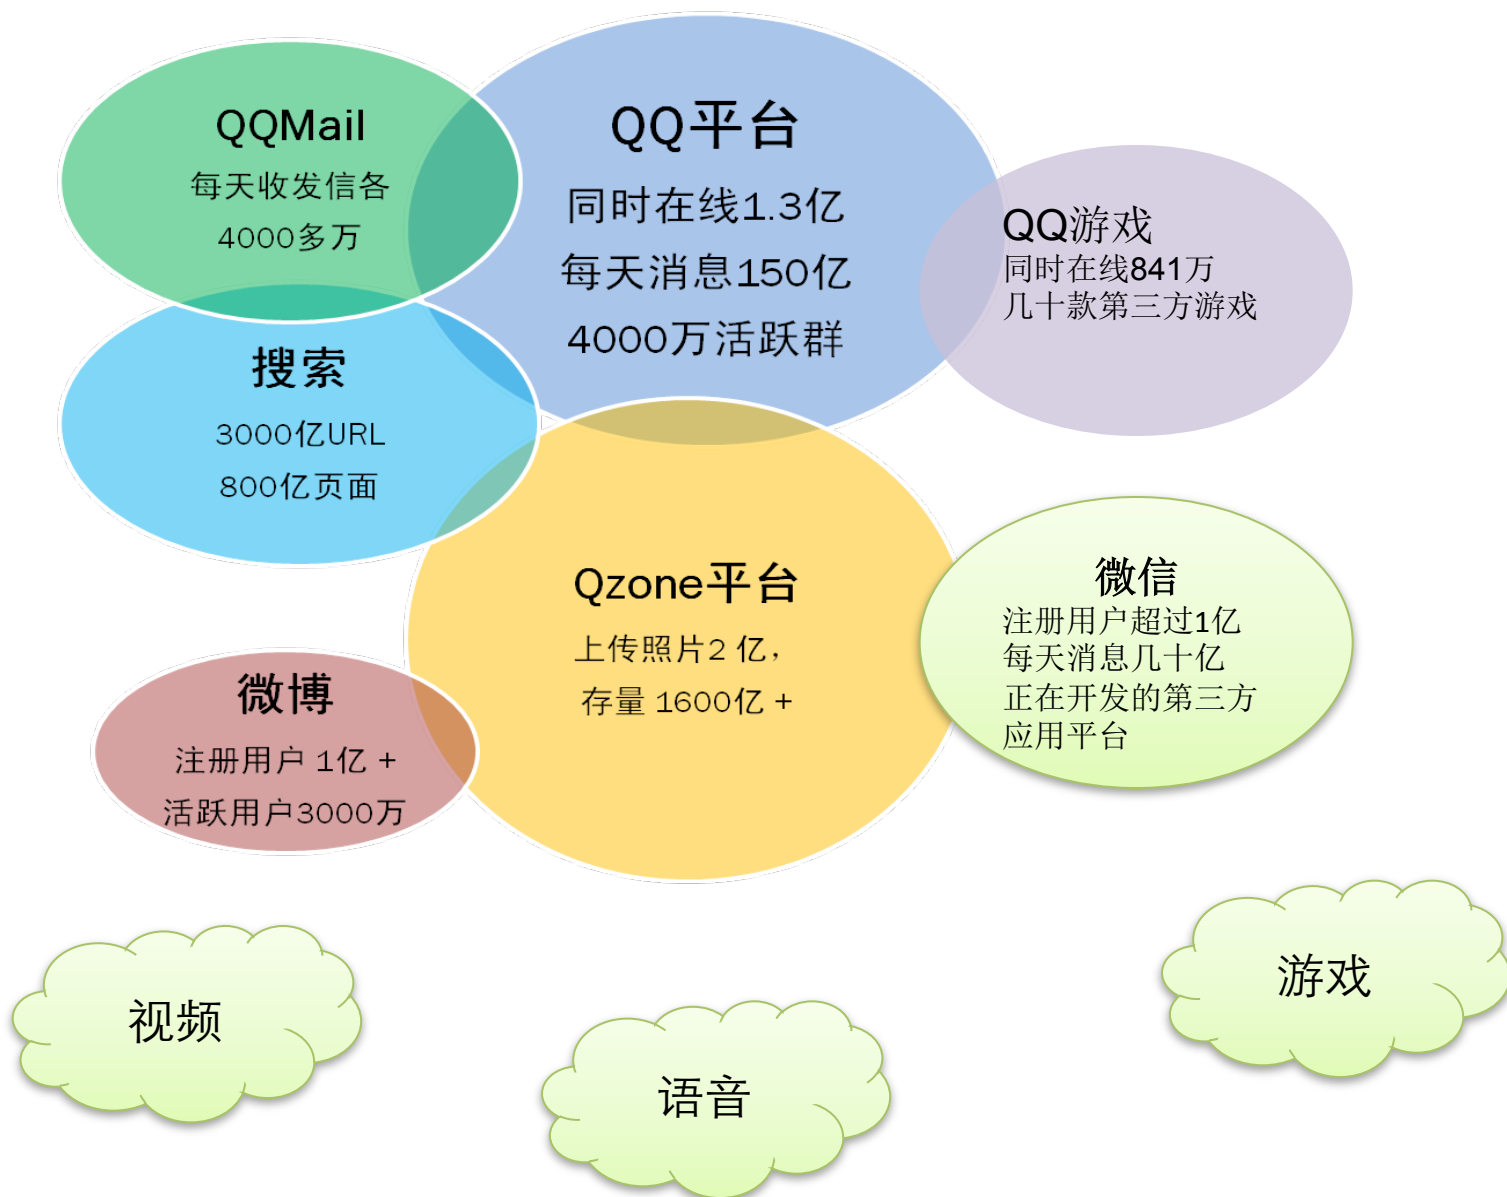 QQMail
每天收发信各
4000多万
QQ平台
同时在线1.3亿
每天消息150亿
4000万活跃群
QQ游戏
同时在线841万
几十款第三方游戏
搜索
3000亿URL
800亿页面
Qzone平台
上传照片2 亿，
存量 1600亿 +
微信
注册用户超过1亿
每天消息几十亿
正在开发的第三方
应用平台
微博
注册用户 1亿 +
活跃用户3000万
视频
语音
游戏